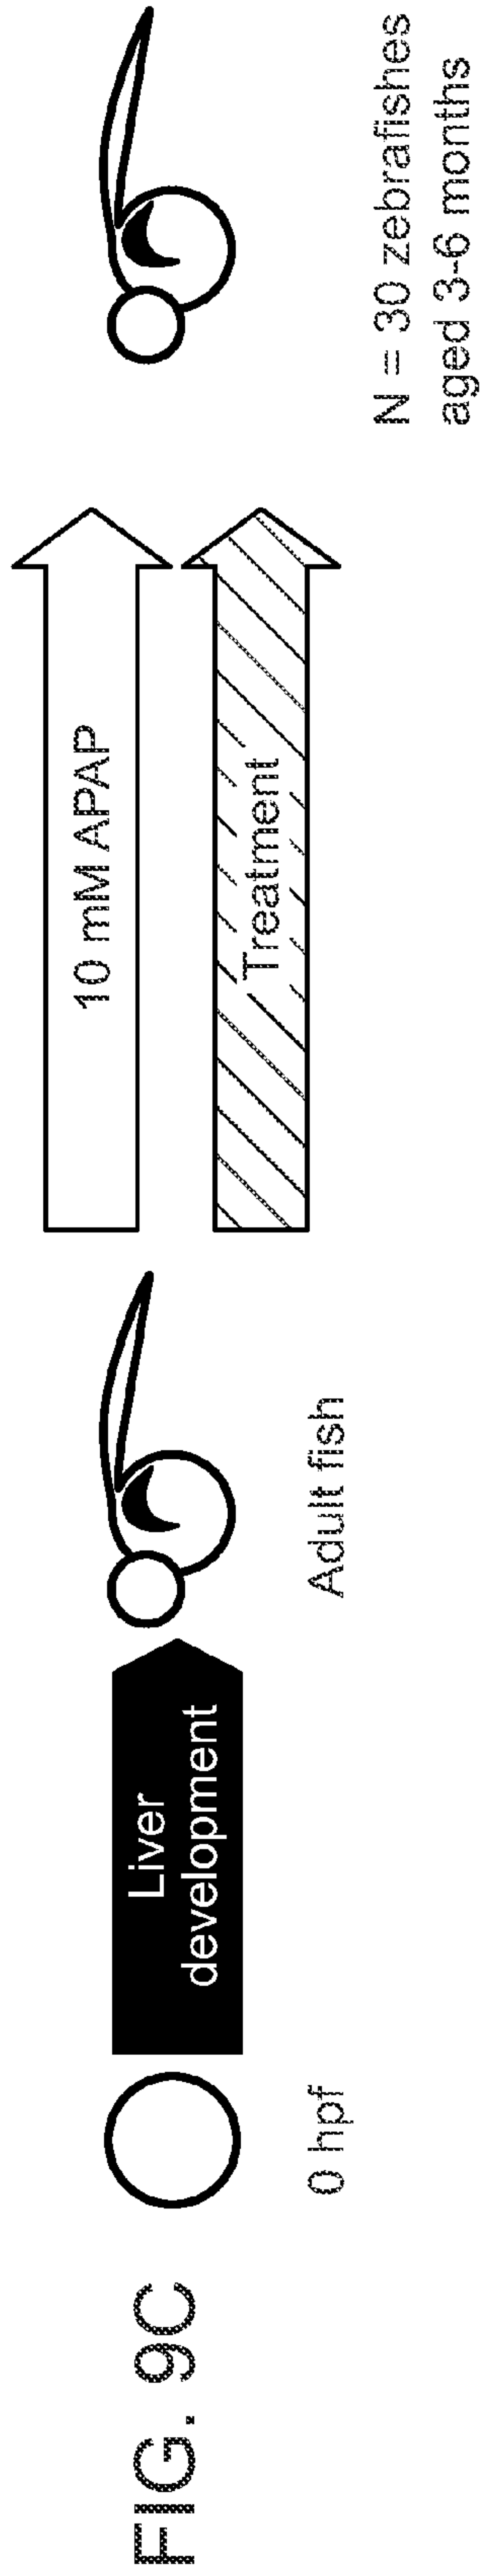 FIG. 9C
0 hpf
Liver
development
Adult fish
10 mM APAP
Treatment
N = 30 zebrafishes
aged 3-6 months